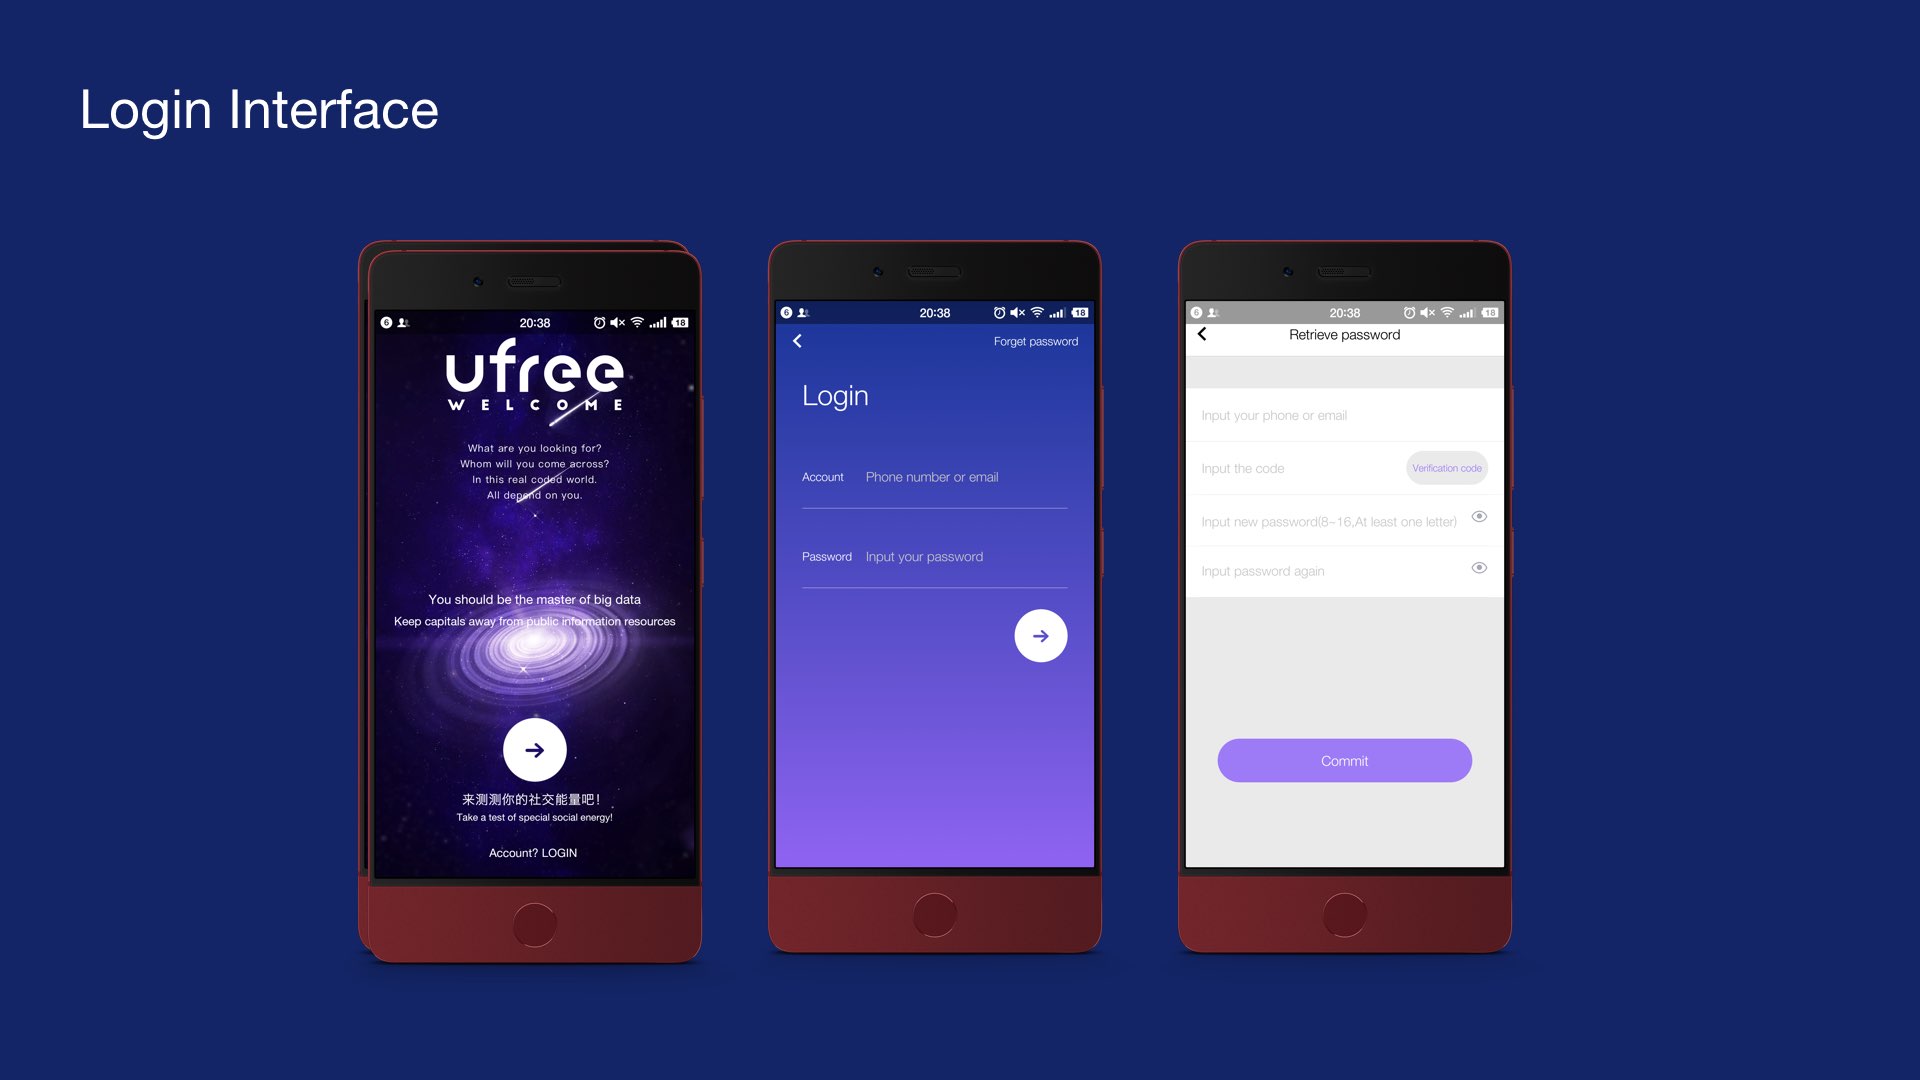 Login Interface
6 20:38 18
ufree
WELCOME
What are you looking for?
Whom will you come across?
In this real coded world.
All depend on you.
You should be the master of big data
Keep capitals away from public information resources
来测测你的社交能量吧！
Take a test of special social energy!
Account? LOGIN
6 20:38 18
Forget password
Login
Account Phone number or email
Password Input your password
6 20:38 18
Retrieve password
Input your phone or email
Input the code Verification code
Input new password(8~16,At least one letter)
Input password again
Commit